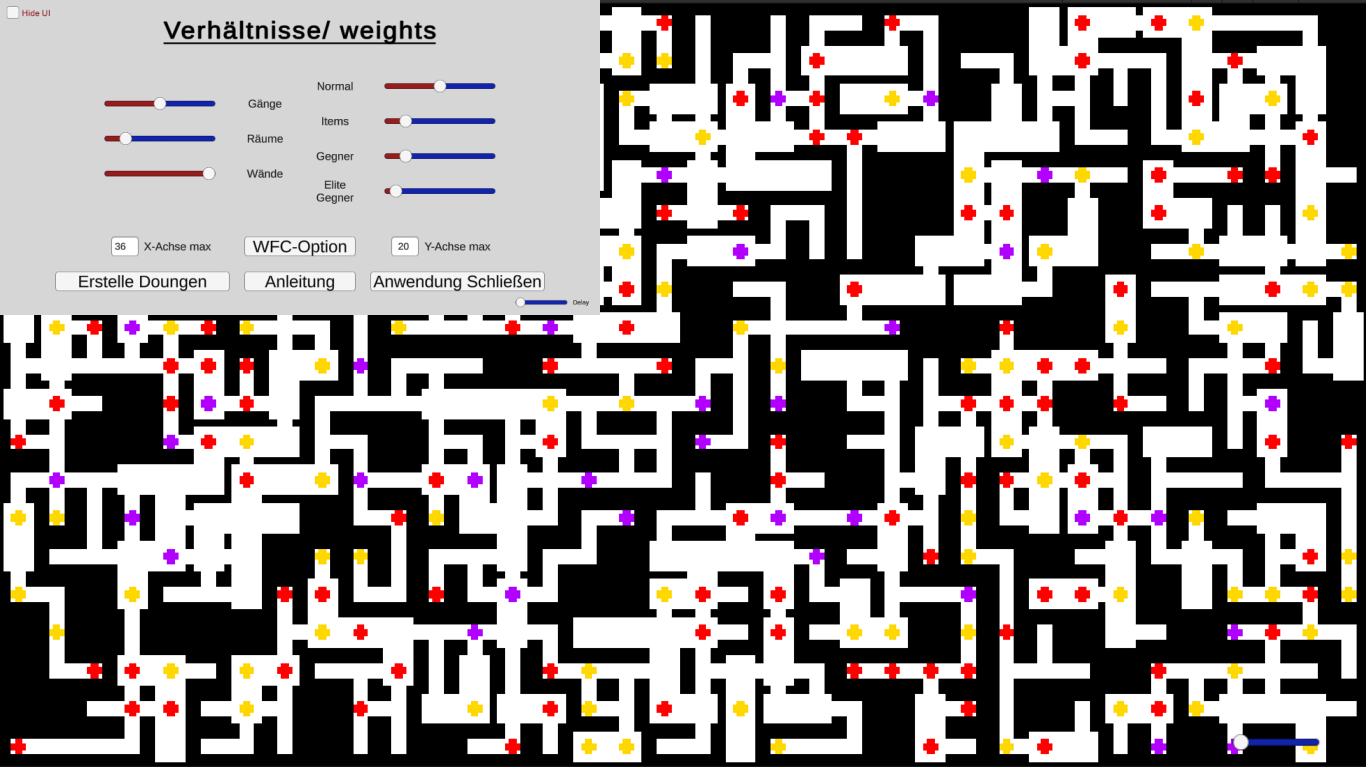 Hide UI
Verhältnisse/ weights
Normal
Gänge
Items
Räume
Gegner
Wände
Elite
Gegner
36 X-Achse max
WFC-Option
20 Y-Achse max
Erstelle Doungen
Anleitung
Anwendung Schließen
Delay